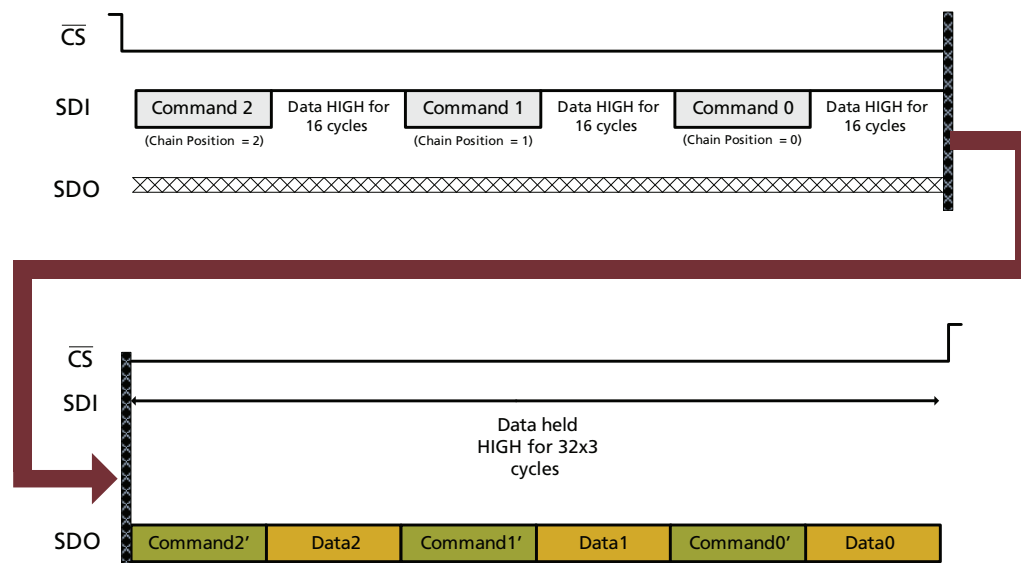 CS
SDI
Command 2
Data HIGH for
16 cycles
Command 1
Data HIGH for
16 cycles
Command 0
Data HIGH for
16 cycles
(Chain Position = 2)
(Chain Position = 1)
(Chain Position = 0)
SDO
CS
SDI
Data held
HIGH for 32x3
cycles
SDO
Command2’
Data2
Command1’
Data1
Command0’
Data0